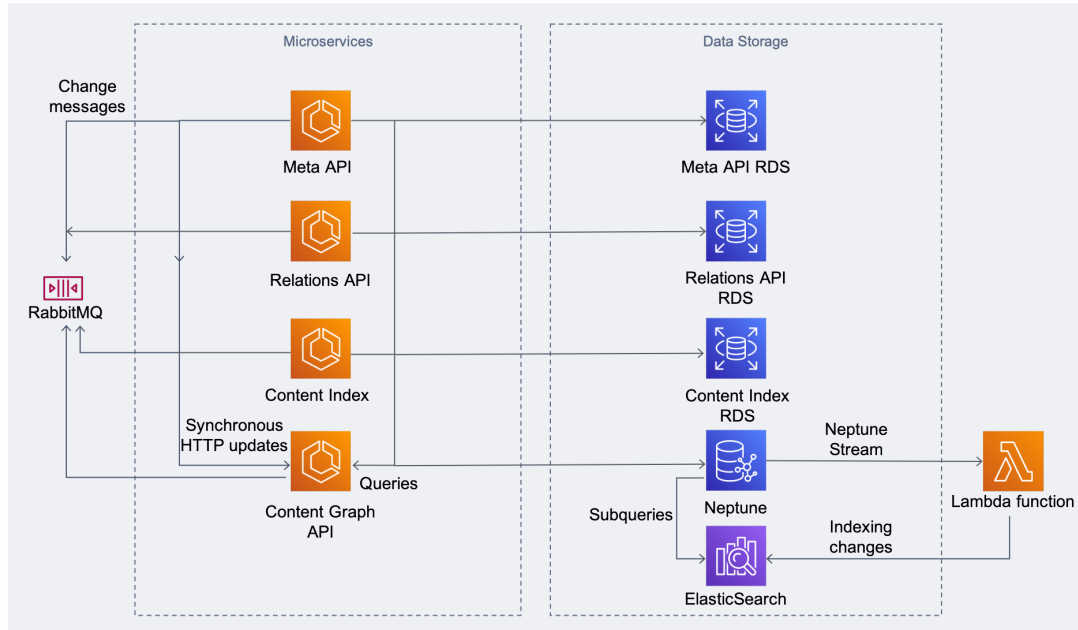 Microservices
Data Storage
Change
messages
Meta API
Meta API RDS
Relations API
Relations API
RDS
RabbitMQ
Content Index
Content Index
RDS
Synchronous
HTTP updates
Queries
Content Graph
API
Neptune
Stream
Neptune
Lambda function
Subqueries
Indexing
changes
ElasticSearch